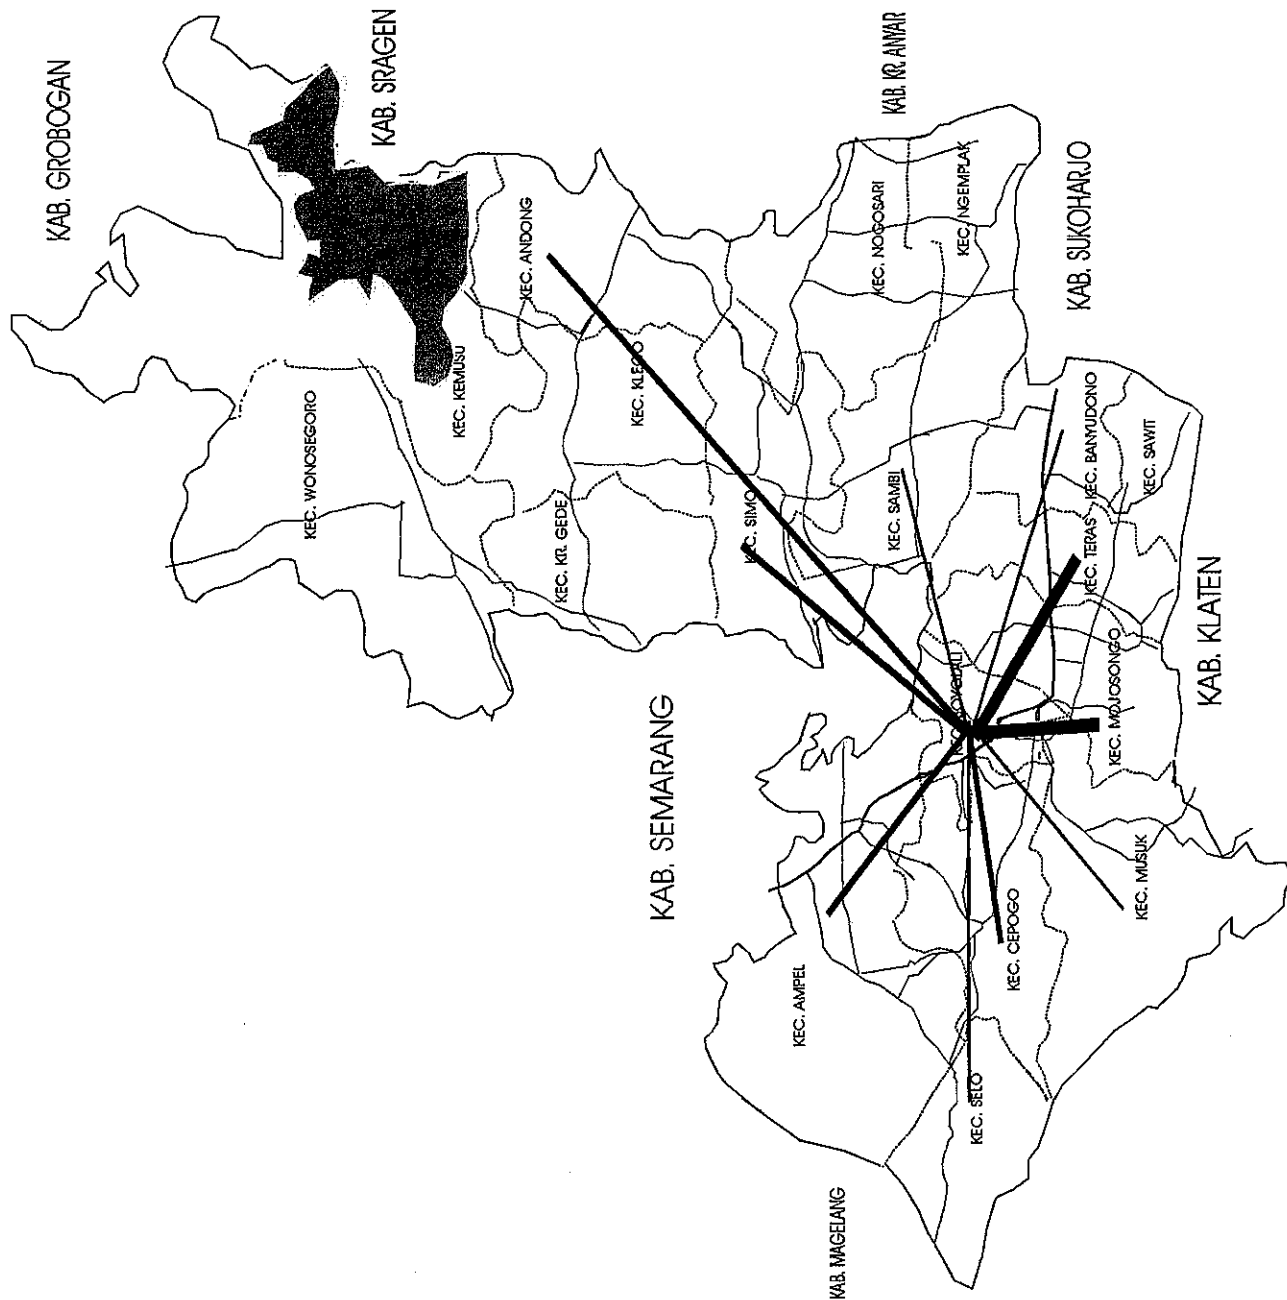 KAB. GROBOGAN
KAB. SRAGEN
KAB. KR. ANYAR
KAB. SUKOHARJO
KAB. KLATEN
KAB. SEMARANG
KAB. MAGELANG
KEC. WONOSEGORO
KEC. KEMUSU
KEC. ANDONG
KEC. KR. GEDE
KEC. KLEGO
KEC. NOGOSARI
KEC. NGEMPLAK
KEC. SIMO
KEC. SAMBI
KEC. BANYUDONO
KEC. SAWIT
KEC. TERAS
KEC. BOYOLALI
KEC. MOJOSONGO
KEC. MUSUK
KEC. CEPOGO
KEC. AMPEL
KEC. SELO